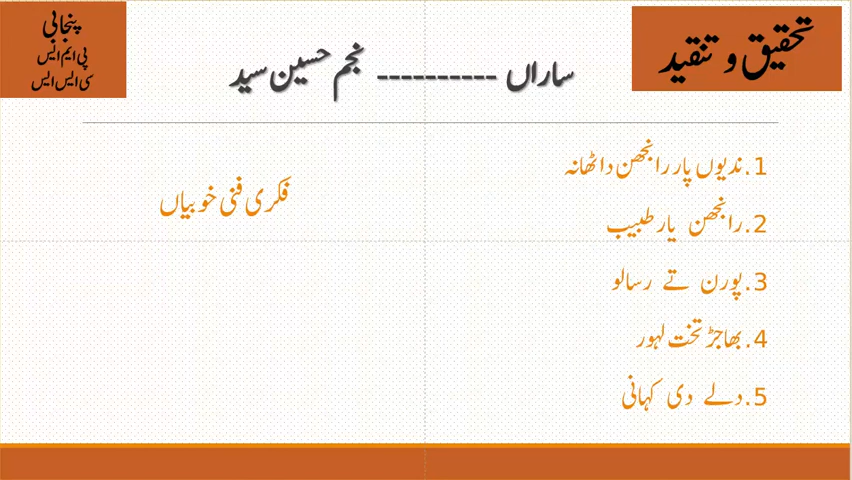 تحقیق و تنقید
پنجابی
پی ایم ایس
سی ایس ایس
ساراں ---------- نجم حسین سید
1. ندیوں پار رانجھن دا ٹھانہ
2. رانجھن یار طبیب
3. پورن تے رسالو
4. بھاجڑ تخت لہور
5. دلے دی کہانی
فکری فنی خوبیاں